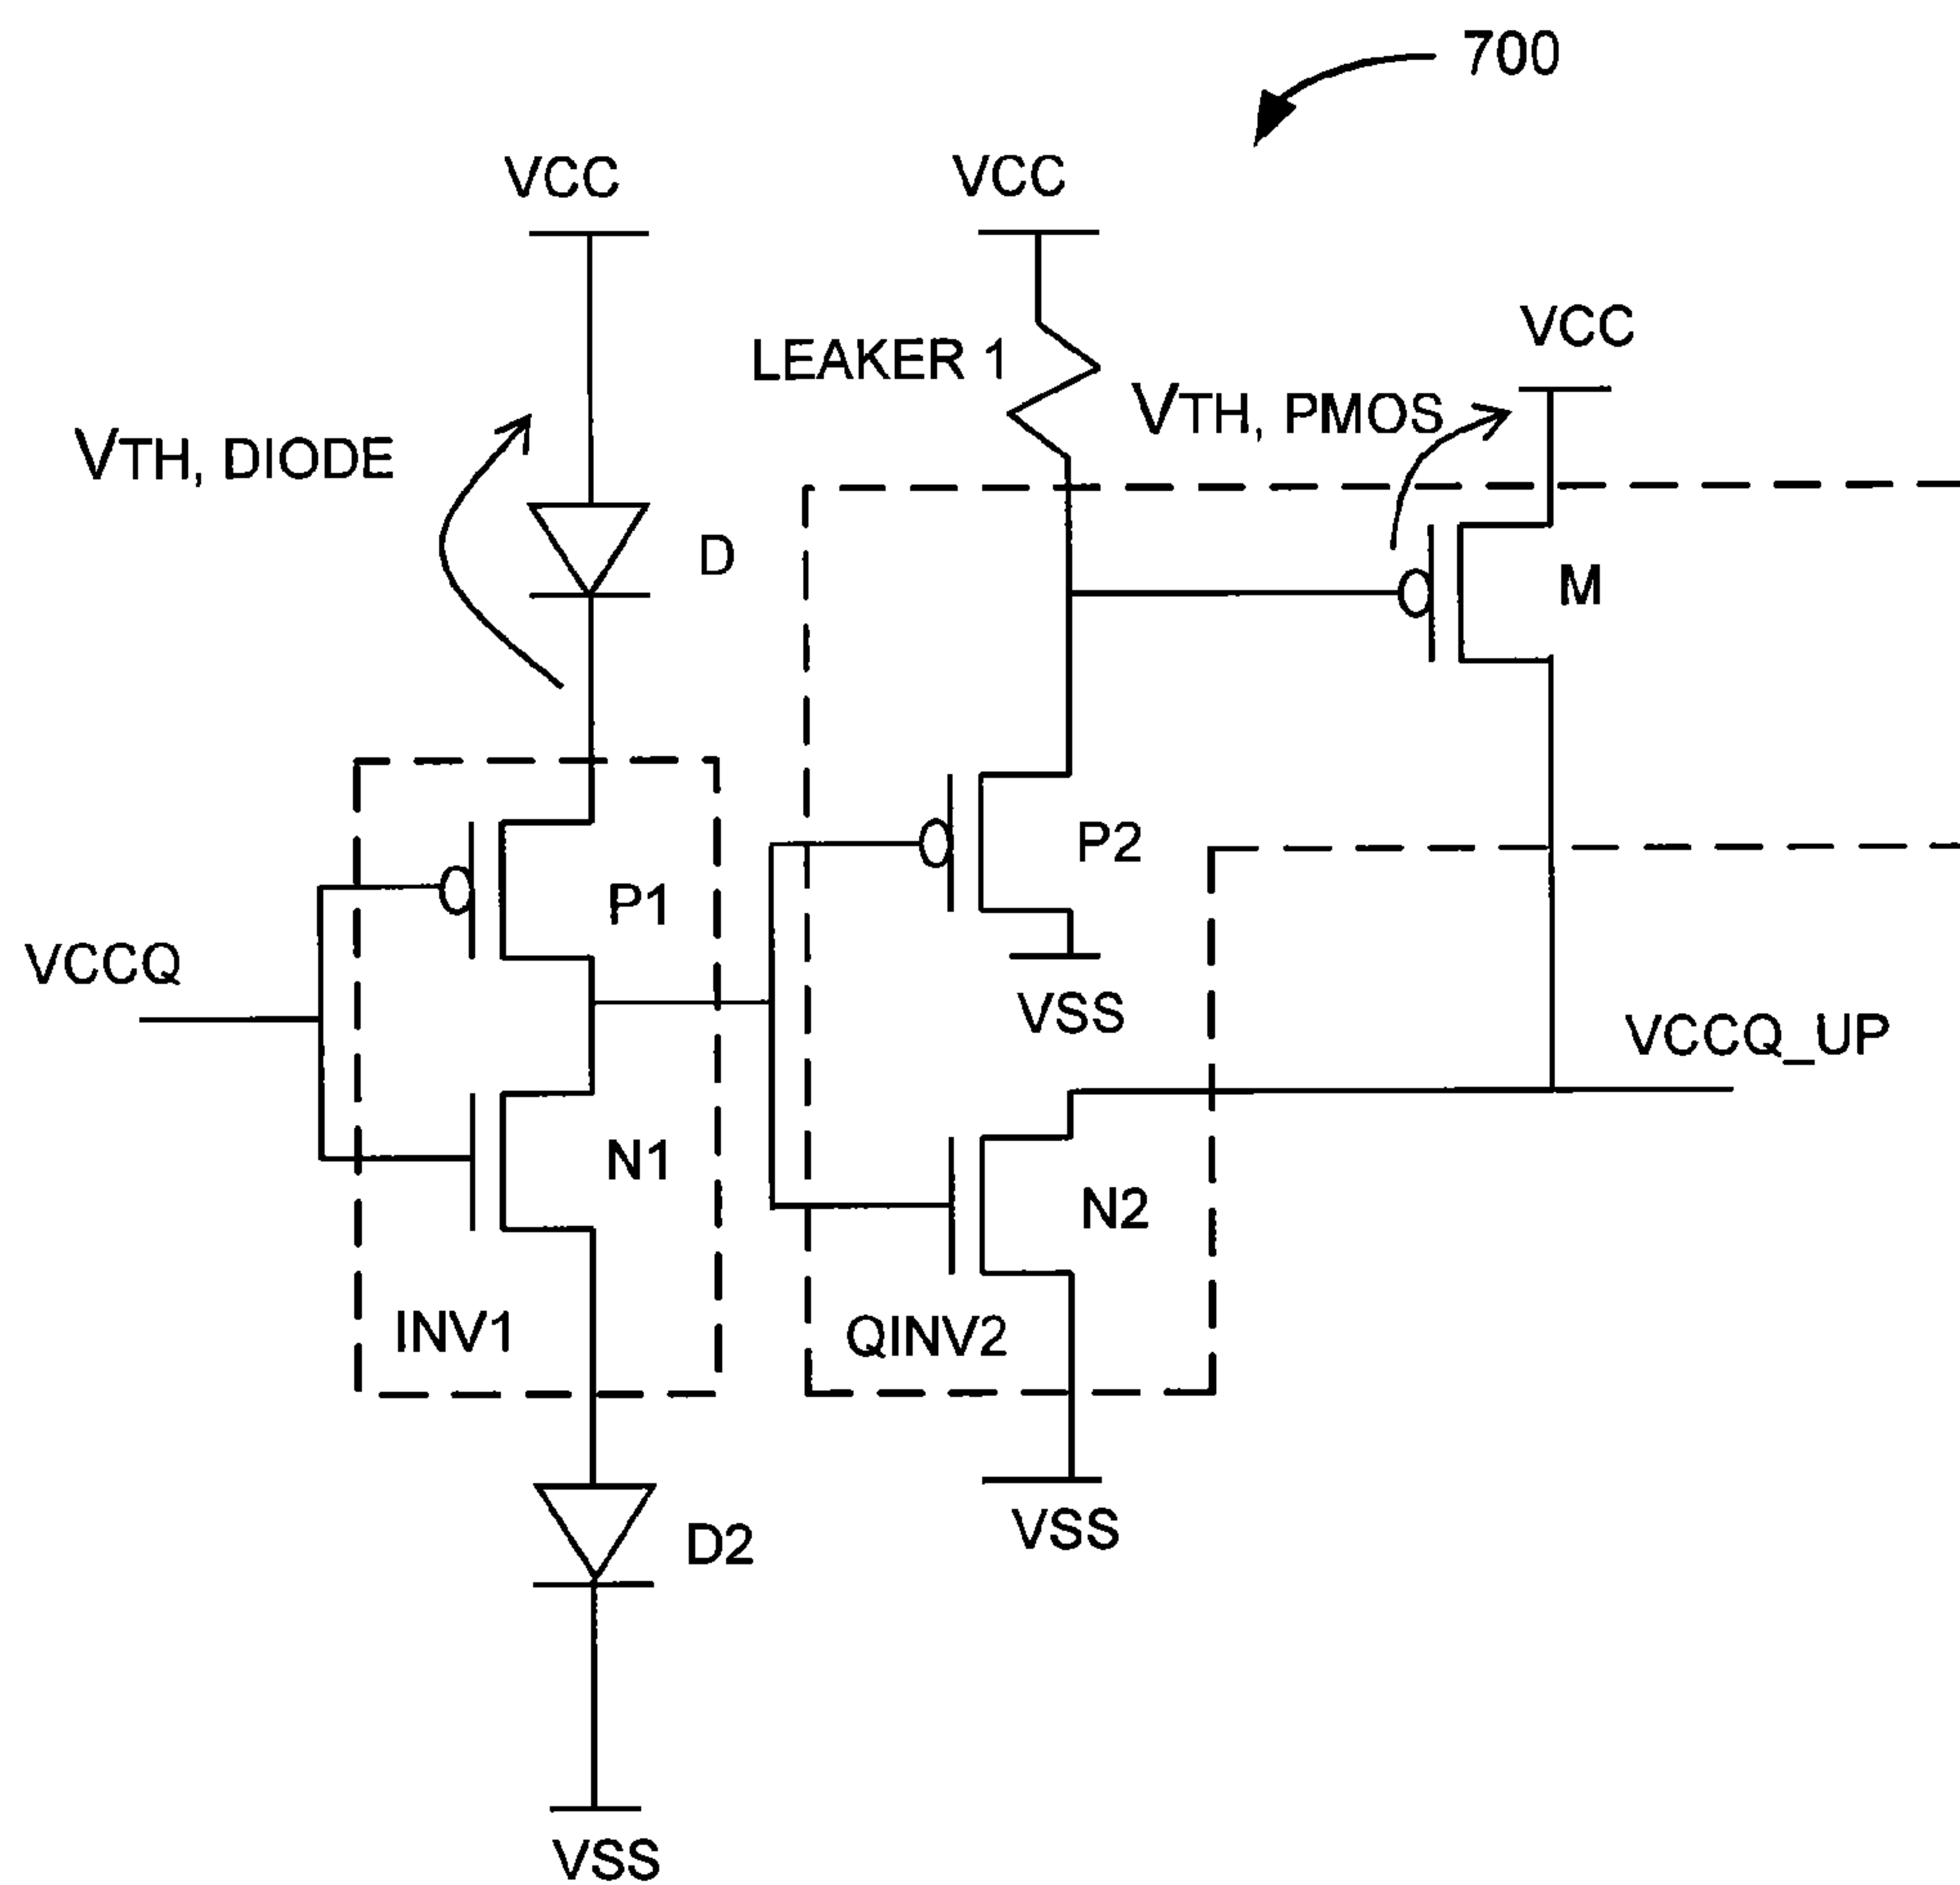 700
VCC
VCC
VCC
LEAKER 1
VTH, PMOS
VTH, DIODE
D
M
P2
P1
VCCQ
VSS
VCCQ_UP
N1
N2
INV1
QINV2
VSS
D2
VSS